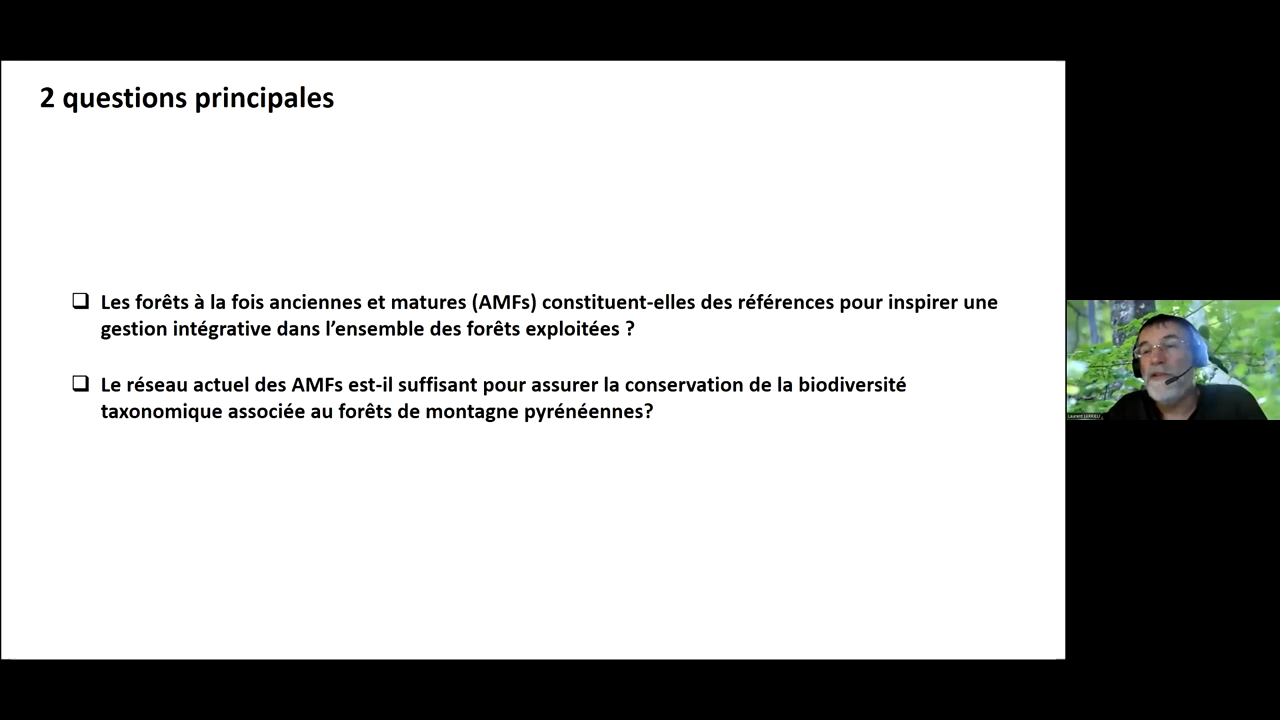 2 questions principales
❑ Les forêts à la fois anciennes et matures (AMFs) constituent-elles des références pour inspirer une
gestion intégrative dans l’ensemble des forêts exploitées ?
❑ Le réseau actuel des AMFs est-il suffisant pour assurer la conservation de la biodiversité
taxonomique associée au forêts de montagne pyrénéennes?
Laurent LARRIEU